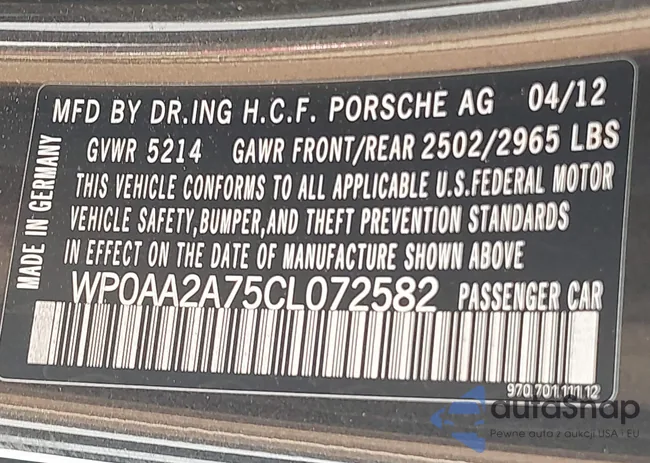 MFD BY DR.ING H.C.F. PORSCHE AG 04/12
GVWR 5214 GAWR FRONT/REAR 2502/2965 LBS
THIS VEHICLE CONFORMS TO ALL APPLICABLE U.S.FEDERAL MOTOR
VEHICLE SAFETY,BUMPER,AND THEFT PREVENTION STANDARDS
IN EFFECT ON THE DATE OF MANUFACTURE SHOWN ABOVE
MADE IN GERMANY
WP0AA2A75CL072582 PASSENGER CAR
970 701 111 12
autaSnap
Pewne auto z aukcji USA · EU